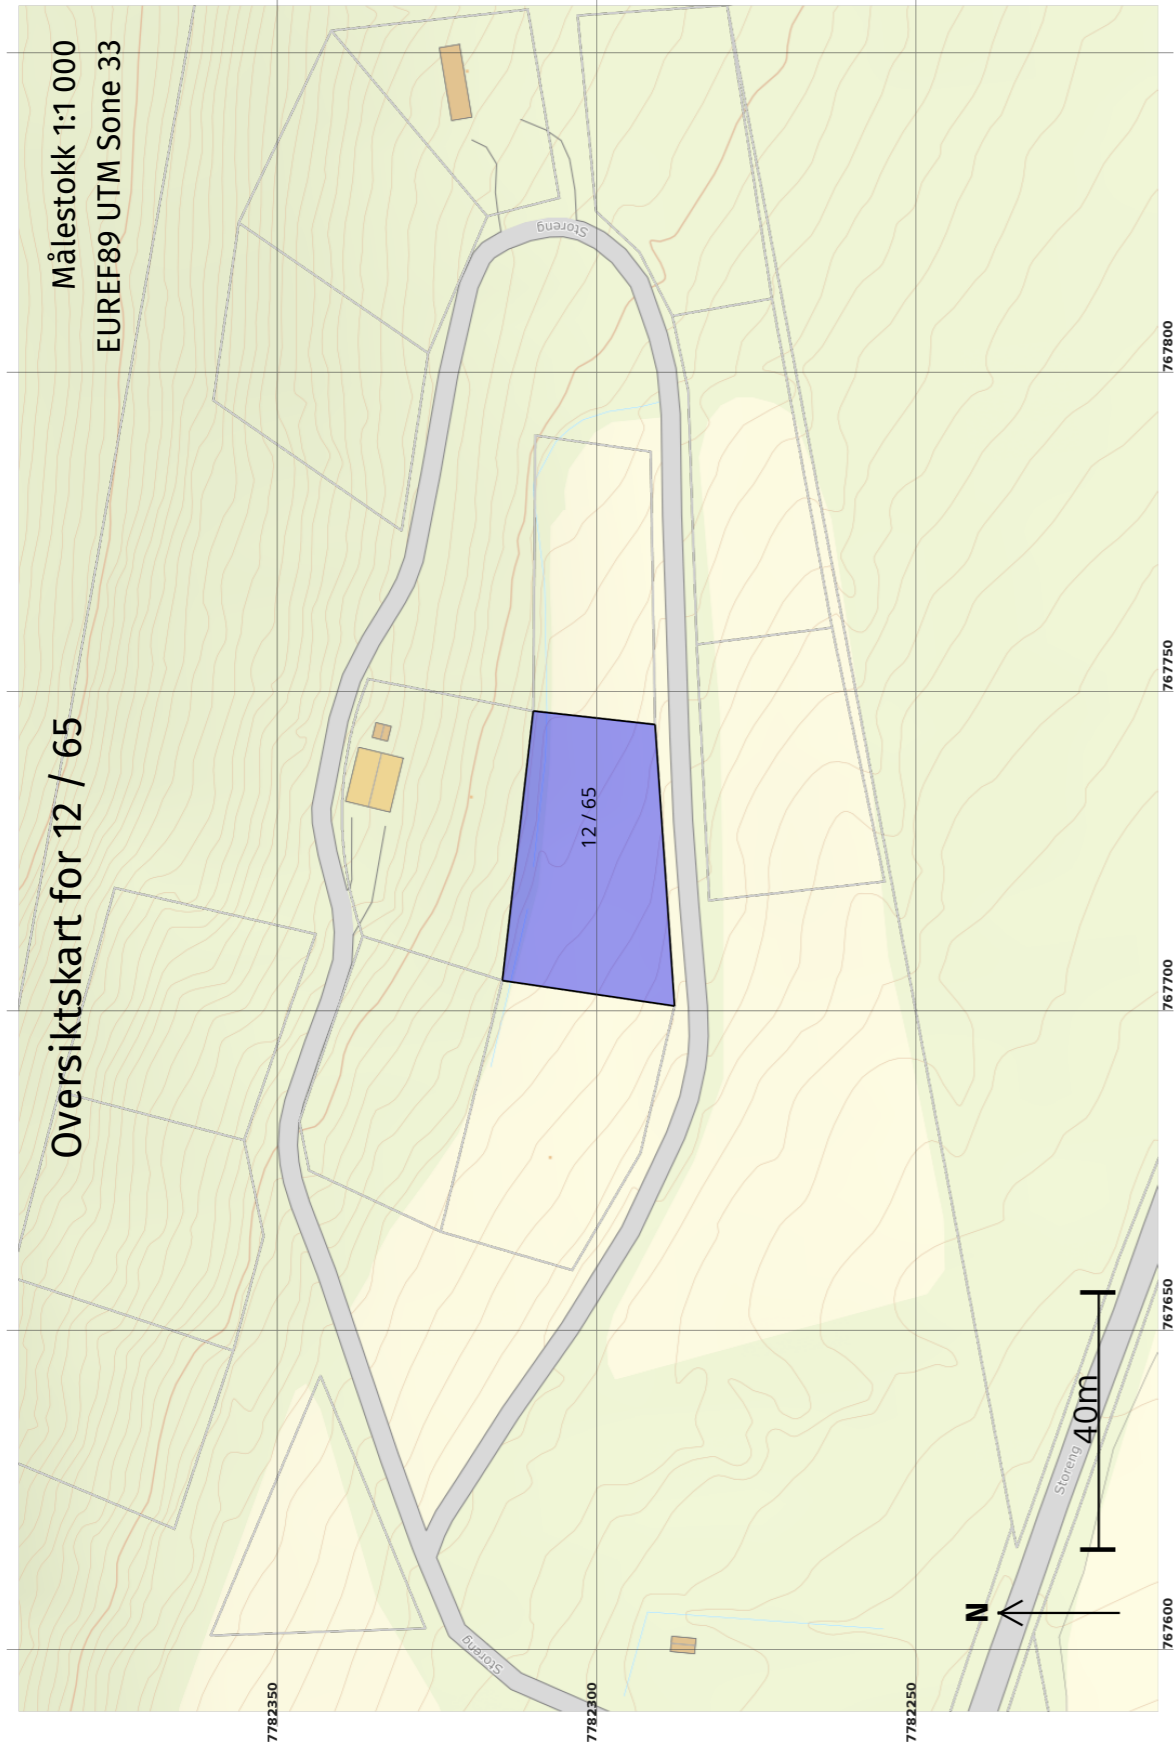 Oversiktskart for 12 / 65
Målestokk 1:1 000
EUREF89 UTM Sone 33
Storeng
12 / 65
Storeng
Storeng
40m
N
767600
767650
767700
767750
767800
7782350
7782300
7782250